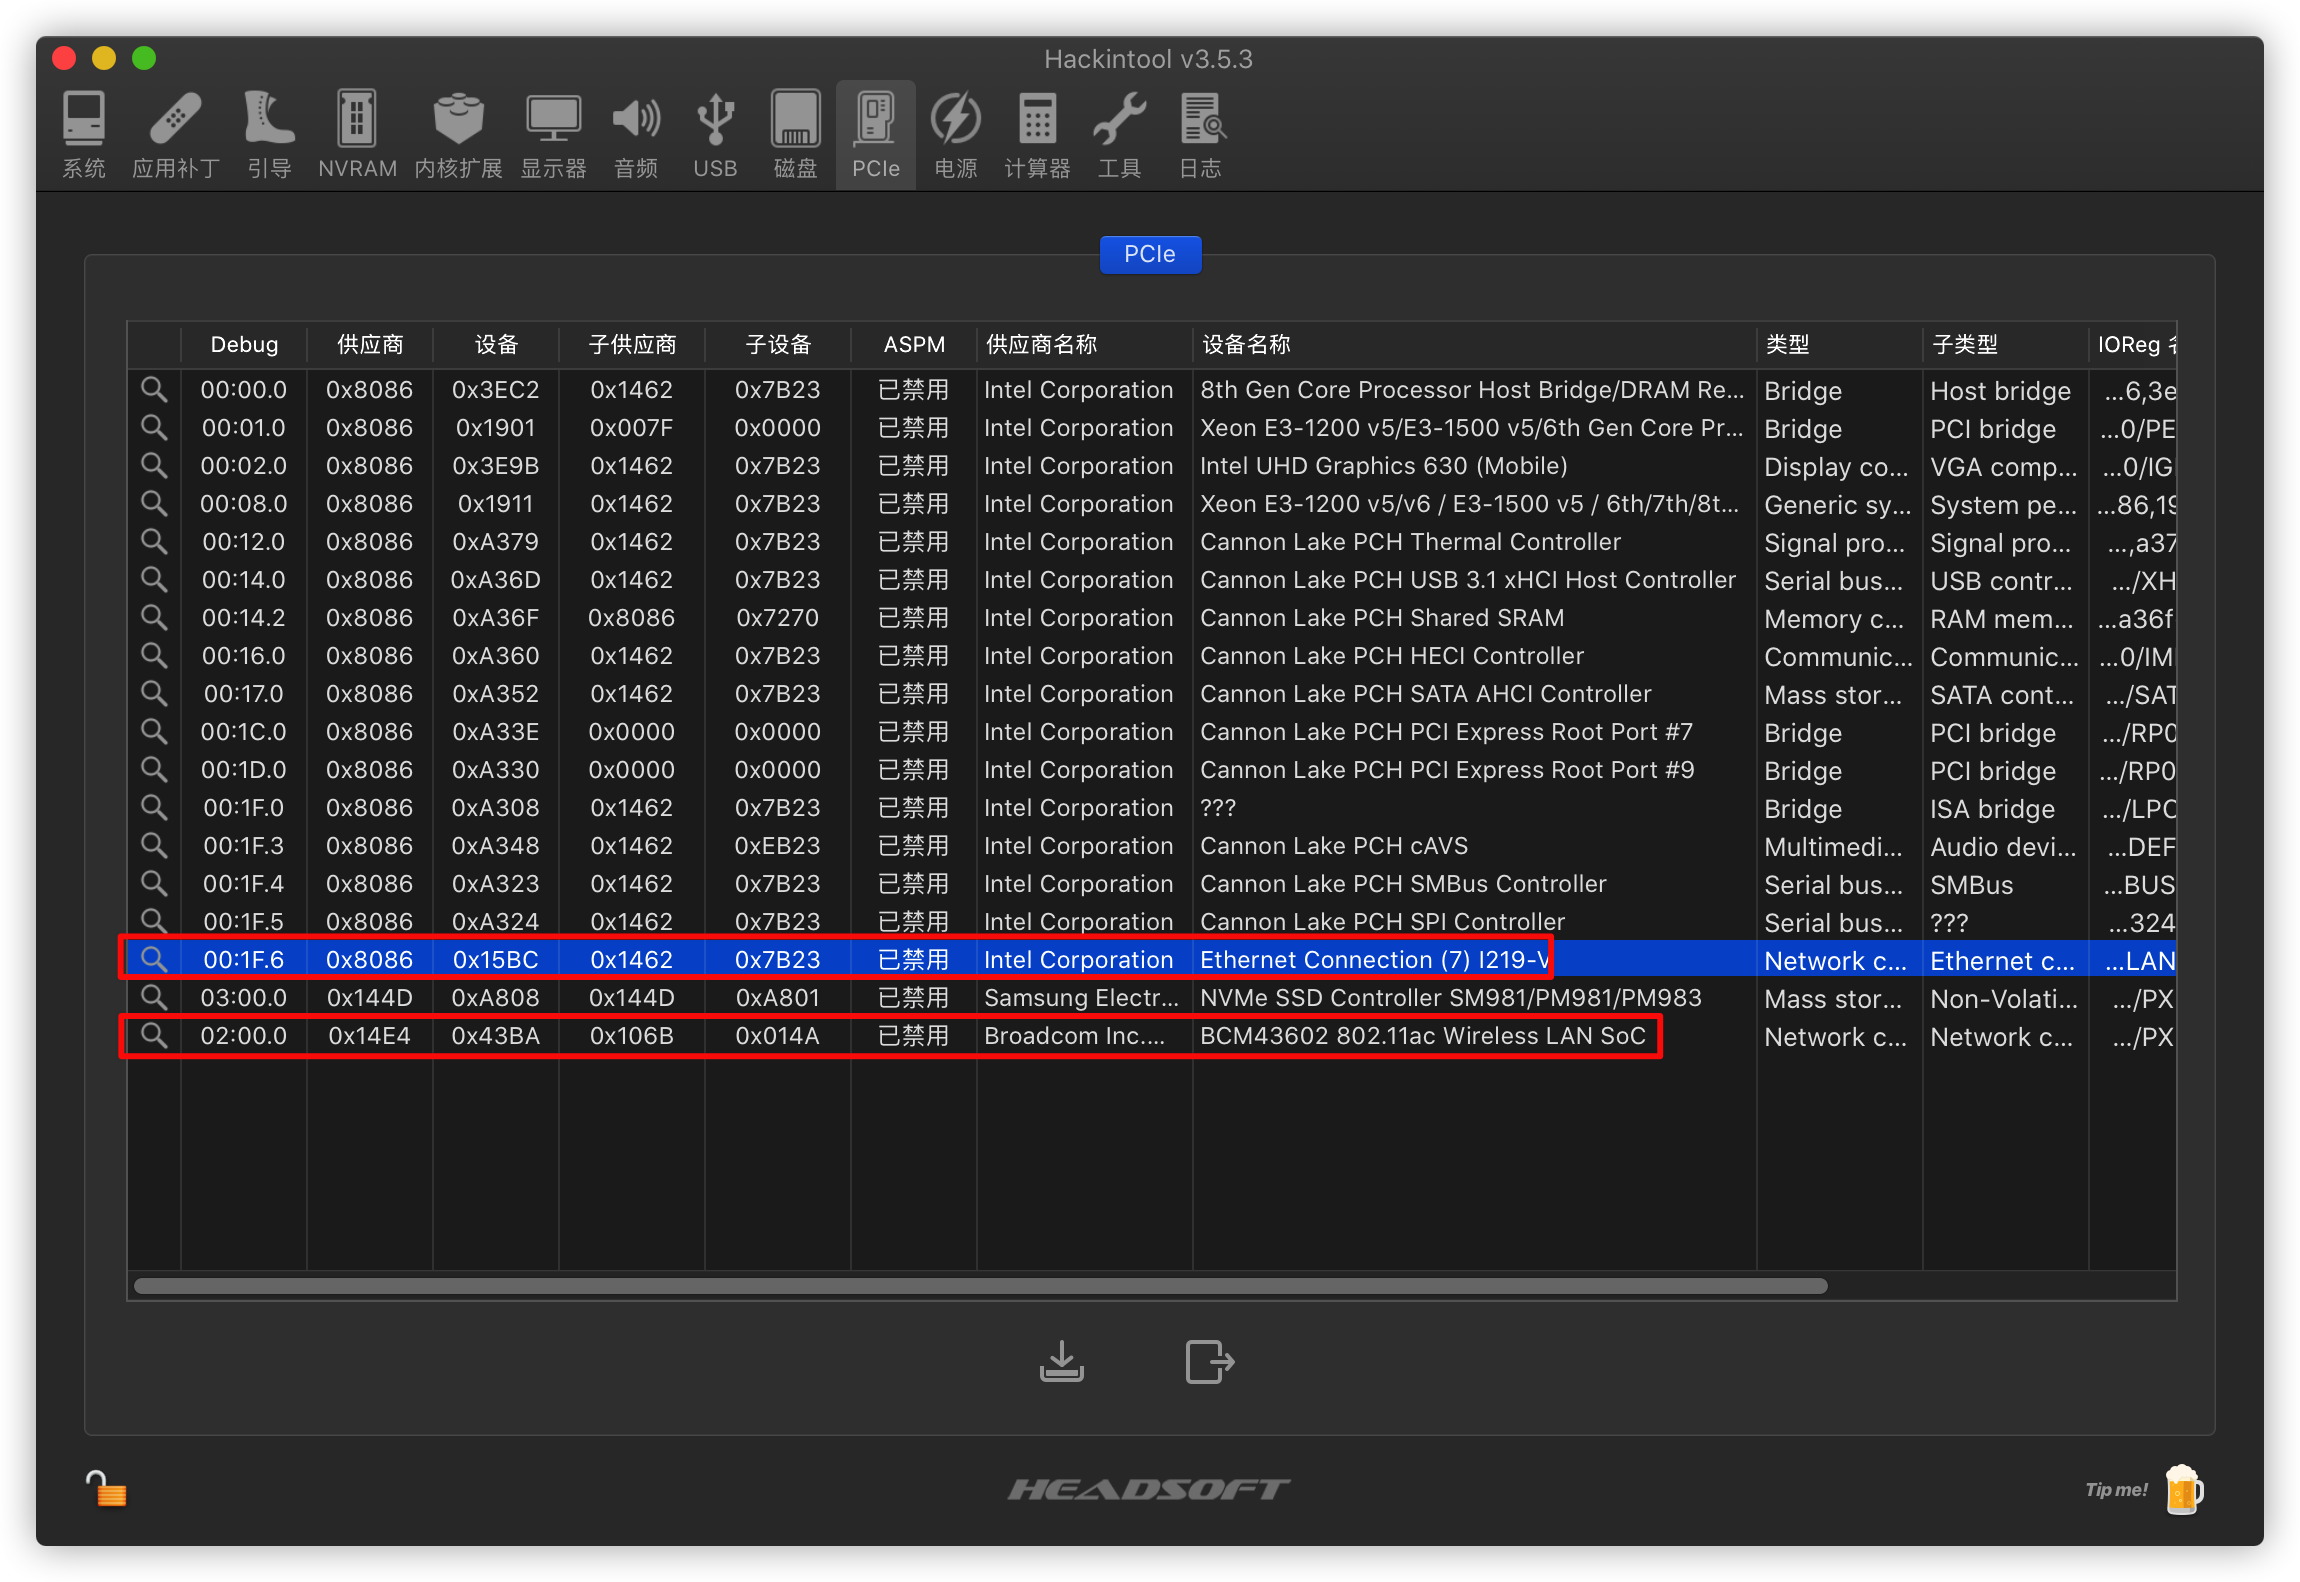 Hackintool v3.5.3
系统 应用补丁 引导 NVRAM 内核扩展 显示器 音频 USB 磁盘 PCIe 电源 计算器 工具 日志
PCIe
Debug 供应商 设备 子供应商 子设备 ASPM 供应商名称 设备名称 类型 子类型 IOReg
00:00.0 0x8086 0x3EC2 0x1462 0x7B23 已禁用 Intel Corporation 8th Gen Core Processor Host Bridge/DRAM Re... Bridge Host bridge ...6,3e
00:01.0 0x8086 0x1901 0x007F 0x0000 已禁用 Intel Corporation Xeon E3-1200 v5/E3-1500 v5/6th Gen Core Pr... Bridge PCI bridge ...0/PE
00:02.0 0x8086 0x3E9B 0x1462 0x7B23 已禁用 Intel Corporation Intel UHD Graphics 630 (Mobile) Display co... VGA comp... ...0/IG
00:08.0 0x8086 0x1911 0x1462 0x7B23 已禁用 Intel Corporation Xeon E3-1200 v5/v6 / E3-1500 v5 / 6th/7th/8t... Generic sy... System pe... ...86,19
00:12.0 0x8086 0xA379 0x1462 0x7B23 已禁用 Intel Corporation Cannon Lake PCH Thermal Controller Signal pro... Signal pro... ...,a37
00:14.0 0x8086 0xA36D 0x1462 0x7B23 已禁用 Intel Corporation Cannon Lake PCH USB 3.1 xHCI Host Controller Serial bus... USB contr... .../XH
00:14.2 0x8086 0xA36F 0x8086 0x7270 已禁用 Intel Corporation Cannon Lake PCH Shared SRAM Memory c... RAM mem... ...a36f
00:16.0 0x8086 0xA360 0x1462 0x7B23 已禁用 Intel Corporation Cannon Lake PCH HECI Controller Communic... Communic... ...0/IM
00:17.0 0x8086 0xA352 0x1462 0x7B23 已禁用 Intel Corporation Cannon Lake PCH SATA AHCI Controller Mass stor... SATA cont... .../SAT
00:1C.0 0x8086 0xA33E 0x0000 0x0000 已禁用 Intel Corporation Cannon Lake PCH PCI Express Root Port #7 Bridge PCI bridge .../RP0
00:1D.0 0x8086 0xA330 0x0000 0x0000 已禁用 Intel Corporation Cannon Lake PCH PCI Express Root Port #9 Bridge PCI bridge .../RP0
00:1F.0 0x8086 0xA308 0x1462 0x7B23 已禁用 Intel Corporation ??? Bridge ISA bridge .../LPC
00:1F.3 0x8086 0xA348 0x1462 0xEB23 已禁用 Intel Corporation Cannon Lake PCH cAVS Multimedi... Audio devi... ...DEF
00:1F.4 0x8086 0xA323 0x1462 0x7B23 已禁用 Intel Corporation Cannon Lake PCH SMBus Controller Serial bus... SMBus ...BUS
00:1F.5 0x8086 0xA324 0x1462 0x7B23 已禁用 Intel Corporation Cannon Lake PCH SPI Controller Serial bus... ??? ...324
00:1F.6 0x8086 0x15BC 0x1462 0x7B23 已禁用 Intel Corporation Ethernet Connection (7) I219-V Network c... Ethernet c... ...LAN
03:00.0 0x144D 0xA808 0x144D 0xA801 已禁用 Samsung Electr... NVMe SSD Controller SM981/PM981/PM983 Mass stor... Non-Volati... .../PX
02:00.0 0x14E4 0x43BA 0x106B 0x014A 已禁用 Broadcom Inc.... BCM43602 802.11ac Wireless LAN SoC Network c... Network c... .../PX
HEADSOFT
Tip me!